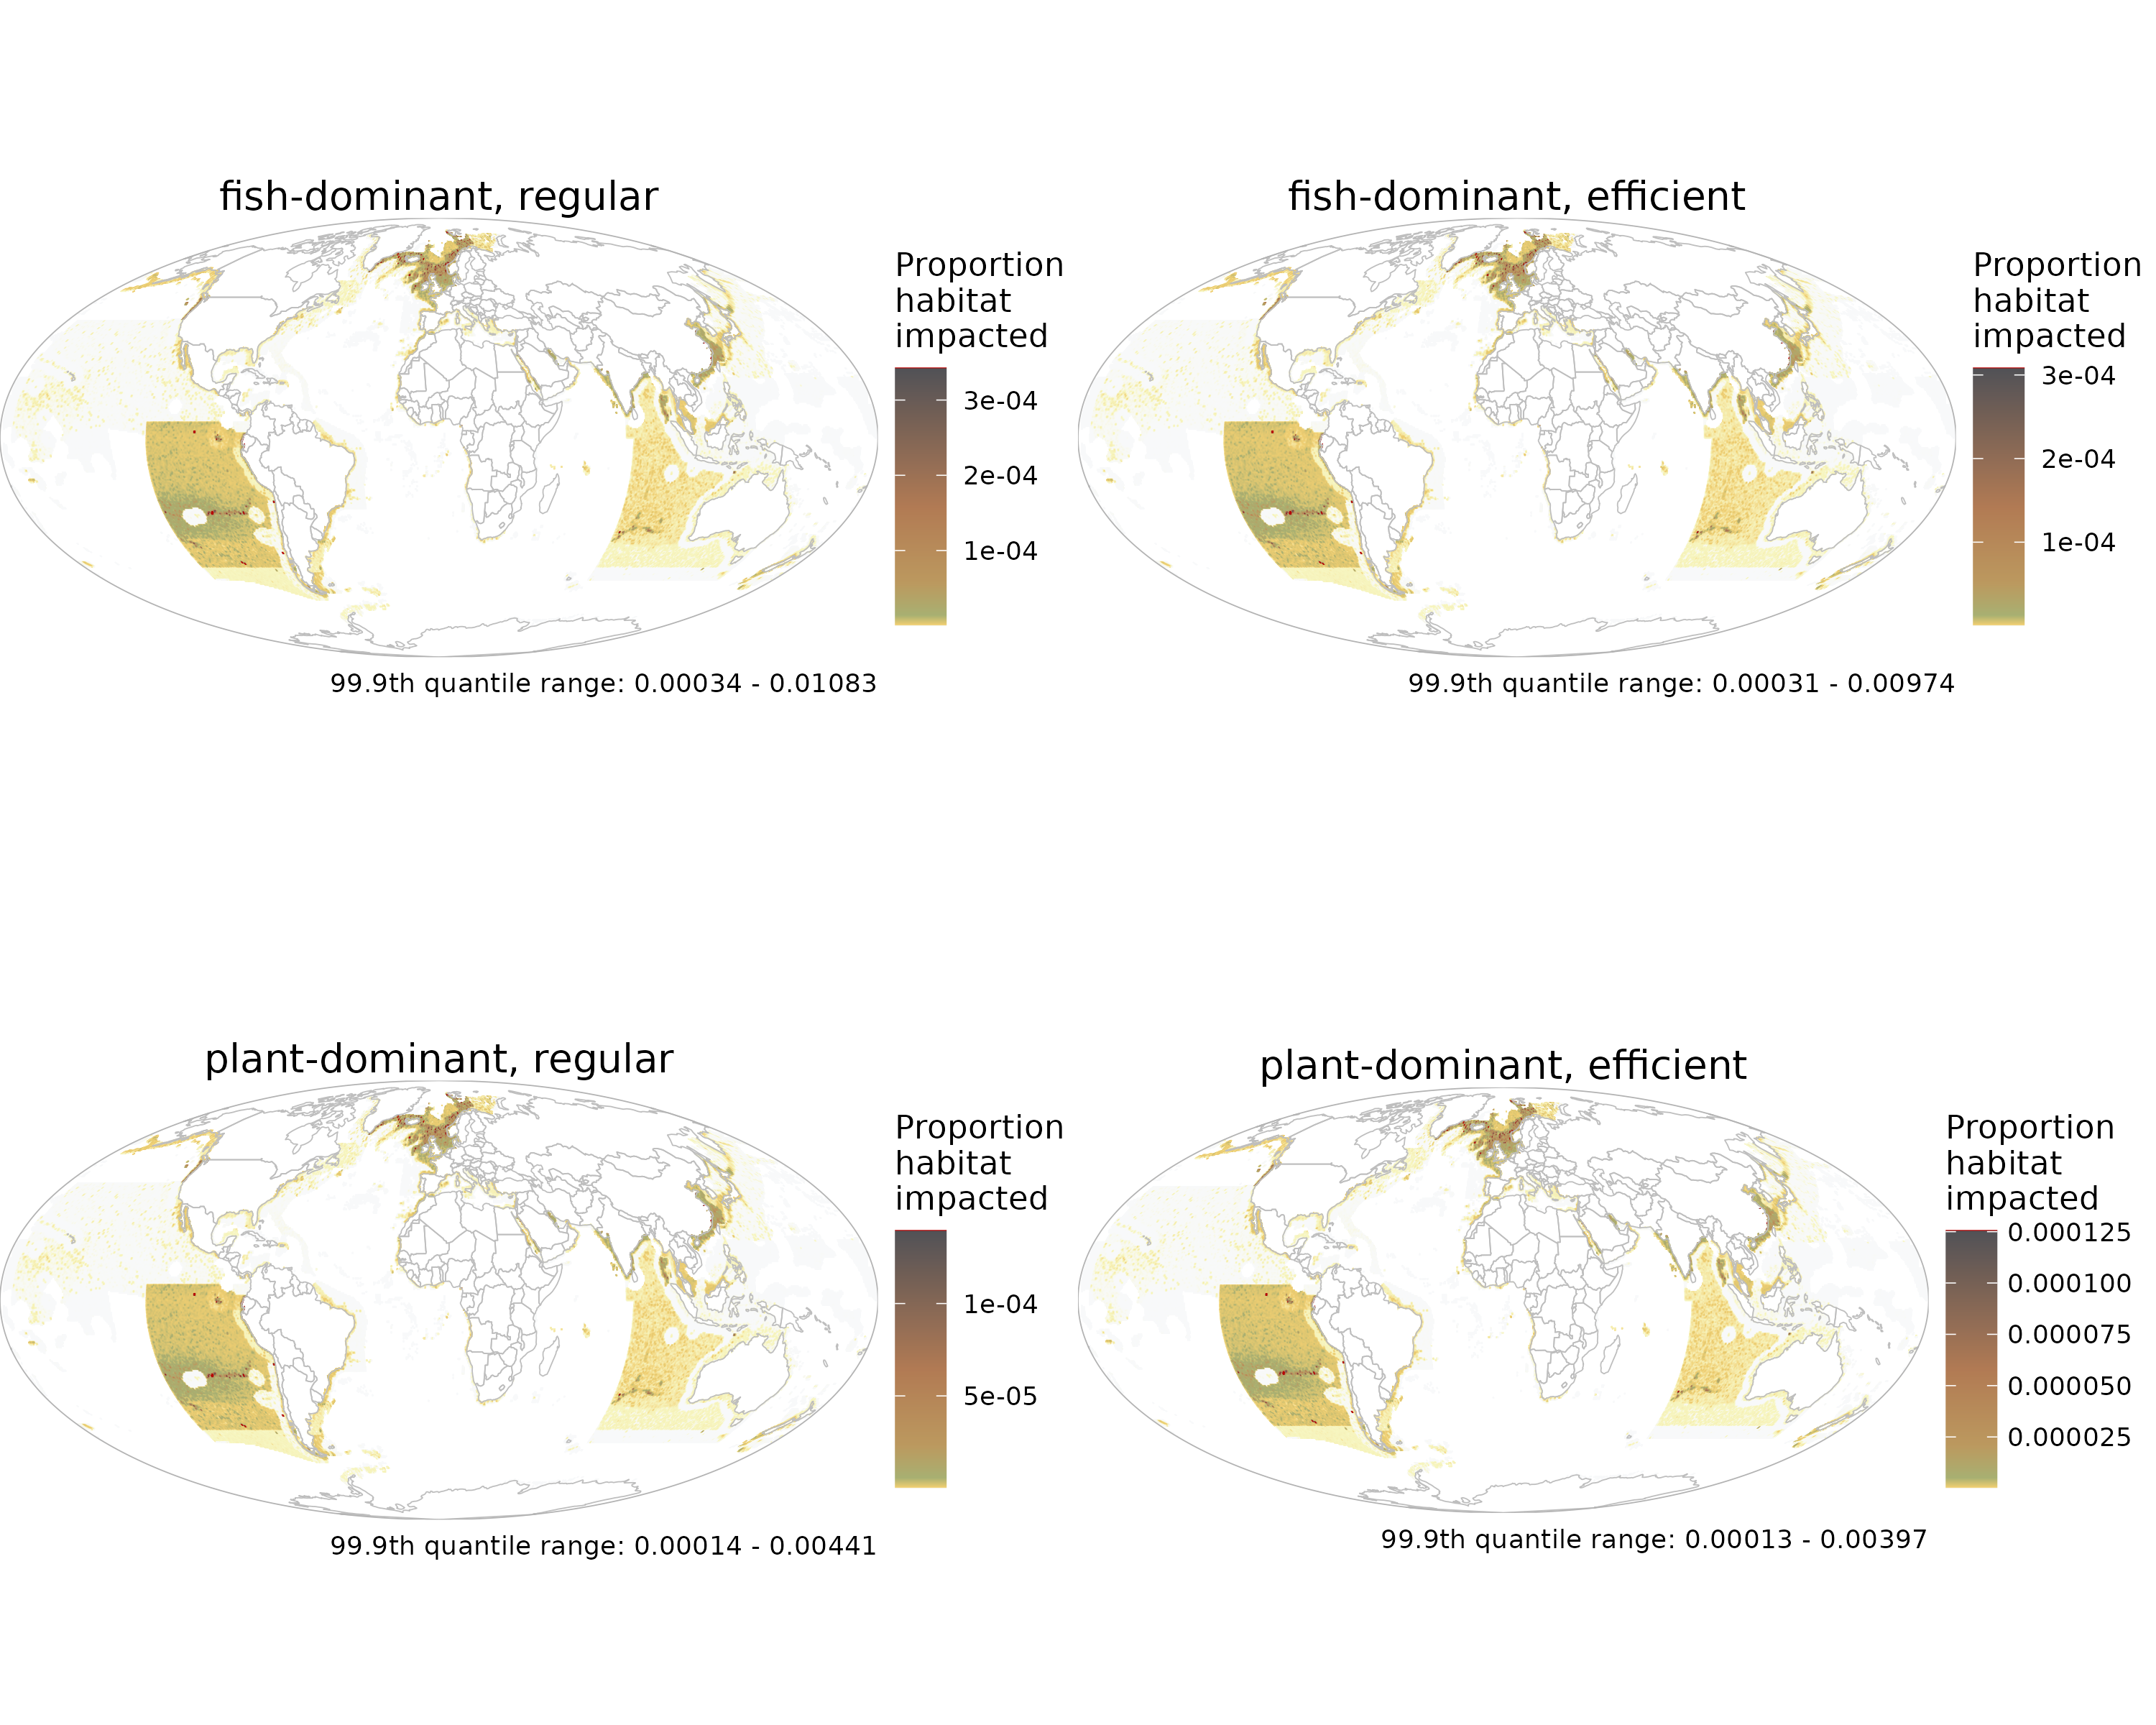 fish-dominant, regular
Proportion
habitat
impacted
3e-04
2e-04
1e-04
99.9th quantile range: 0.00034 - 0.01083
fish-dominant, efficient
Proportion
habitat
impacted
3e-04
2e-04
1e-04
99.9th quantile range: 0.00031 - 0.00974
plant-dominant, regular
Proportion
habitat
impacted
1e-04
5e-05
99.9th quantile range: 0.00014 - 0.00441
plant-dominant, efficient
Proportion
habitat
impacted
0.000125
0.000100
0.000075
0.000050
0.000025
99.9th quantile range: 0.00013 - 0.00397